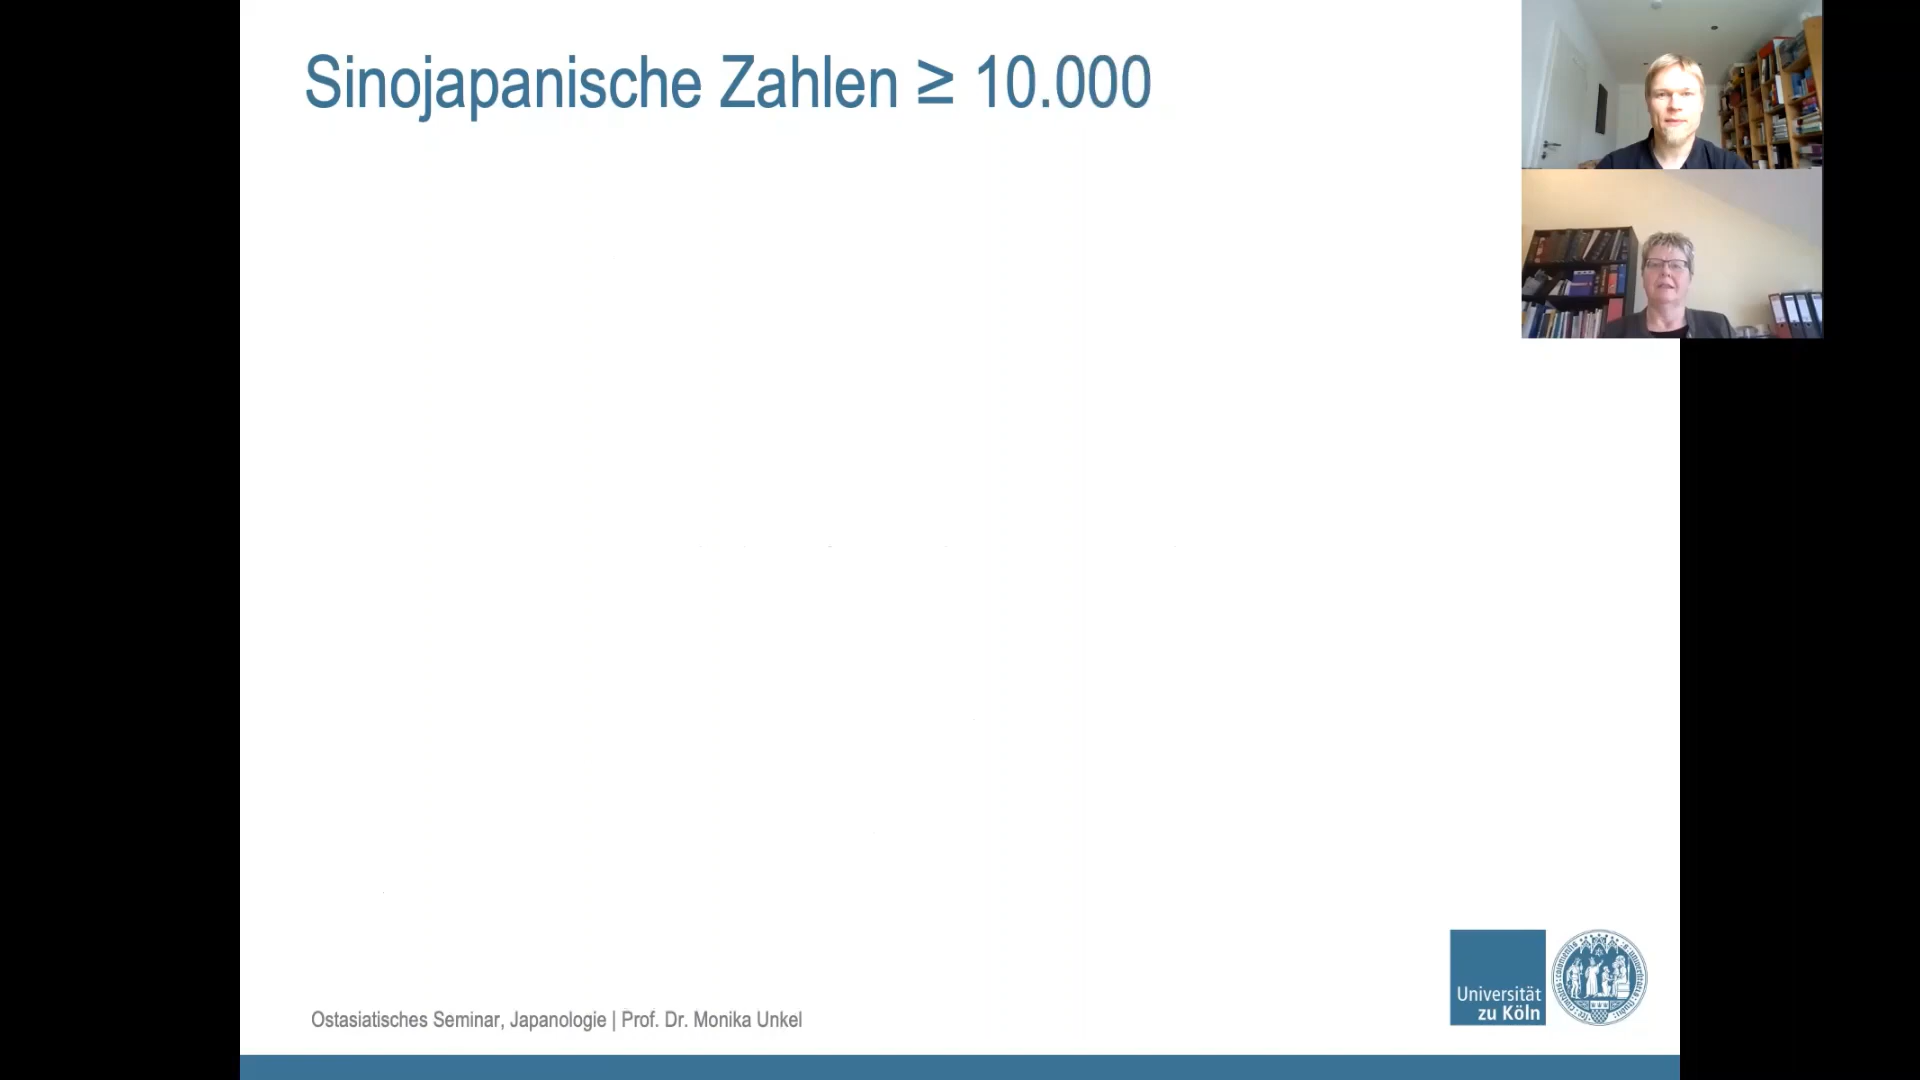 Sinojapanische Zahlen ≥ 10.000
Universität
zu Köln
Ostasiatisches Seminar, Japanologie | Prof. Dr. Monika Unkel